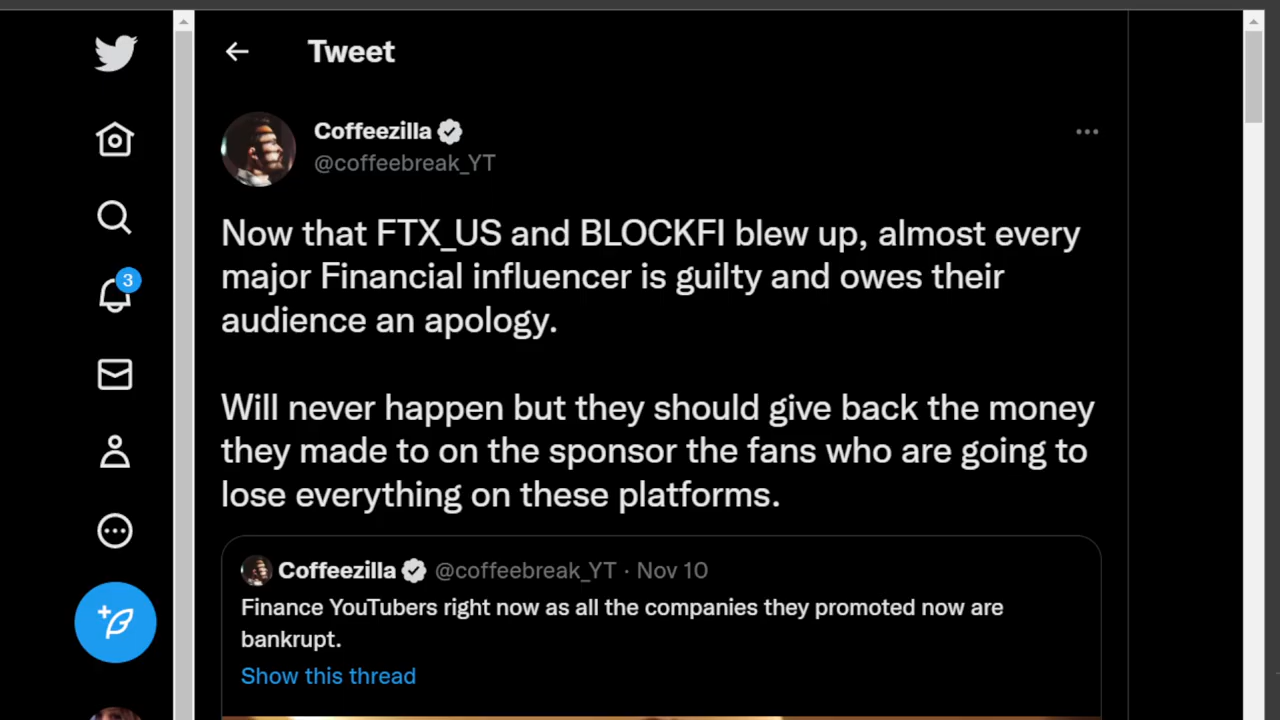 Tweet
Coffeezilla
@coffeebreak_YT
Now that FTX_US and BLOCKFI blew up, almost every
major Financial influencer is guilty and owes their
audience an apology.
Will never happen but they should give back the money
they made to on the sponsor the fans who are going to
lose everything on these platforms.
3
Coffeezilla @coffeebreak_YT · Nov 10
Finance YouTubers right now as all the companies they promoted now are
bankrupt.
Show this thread